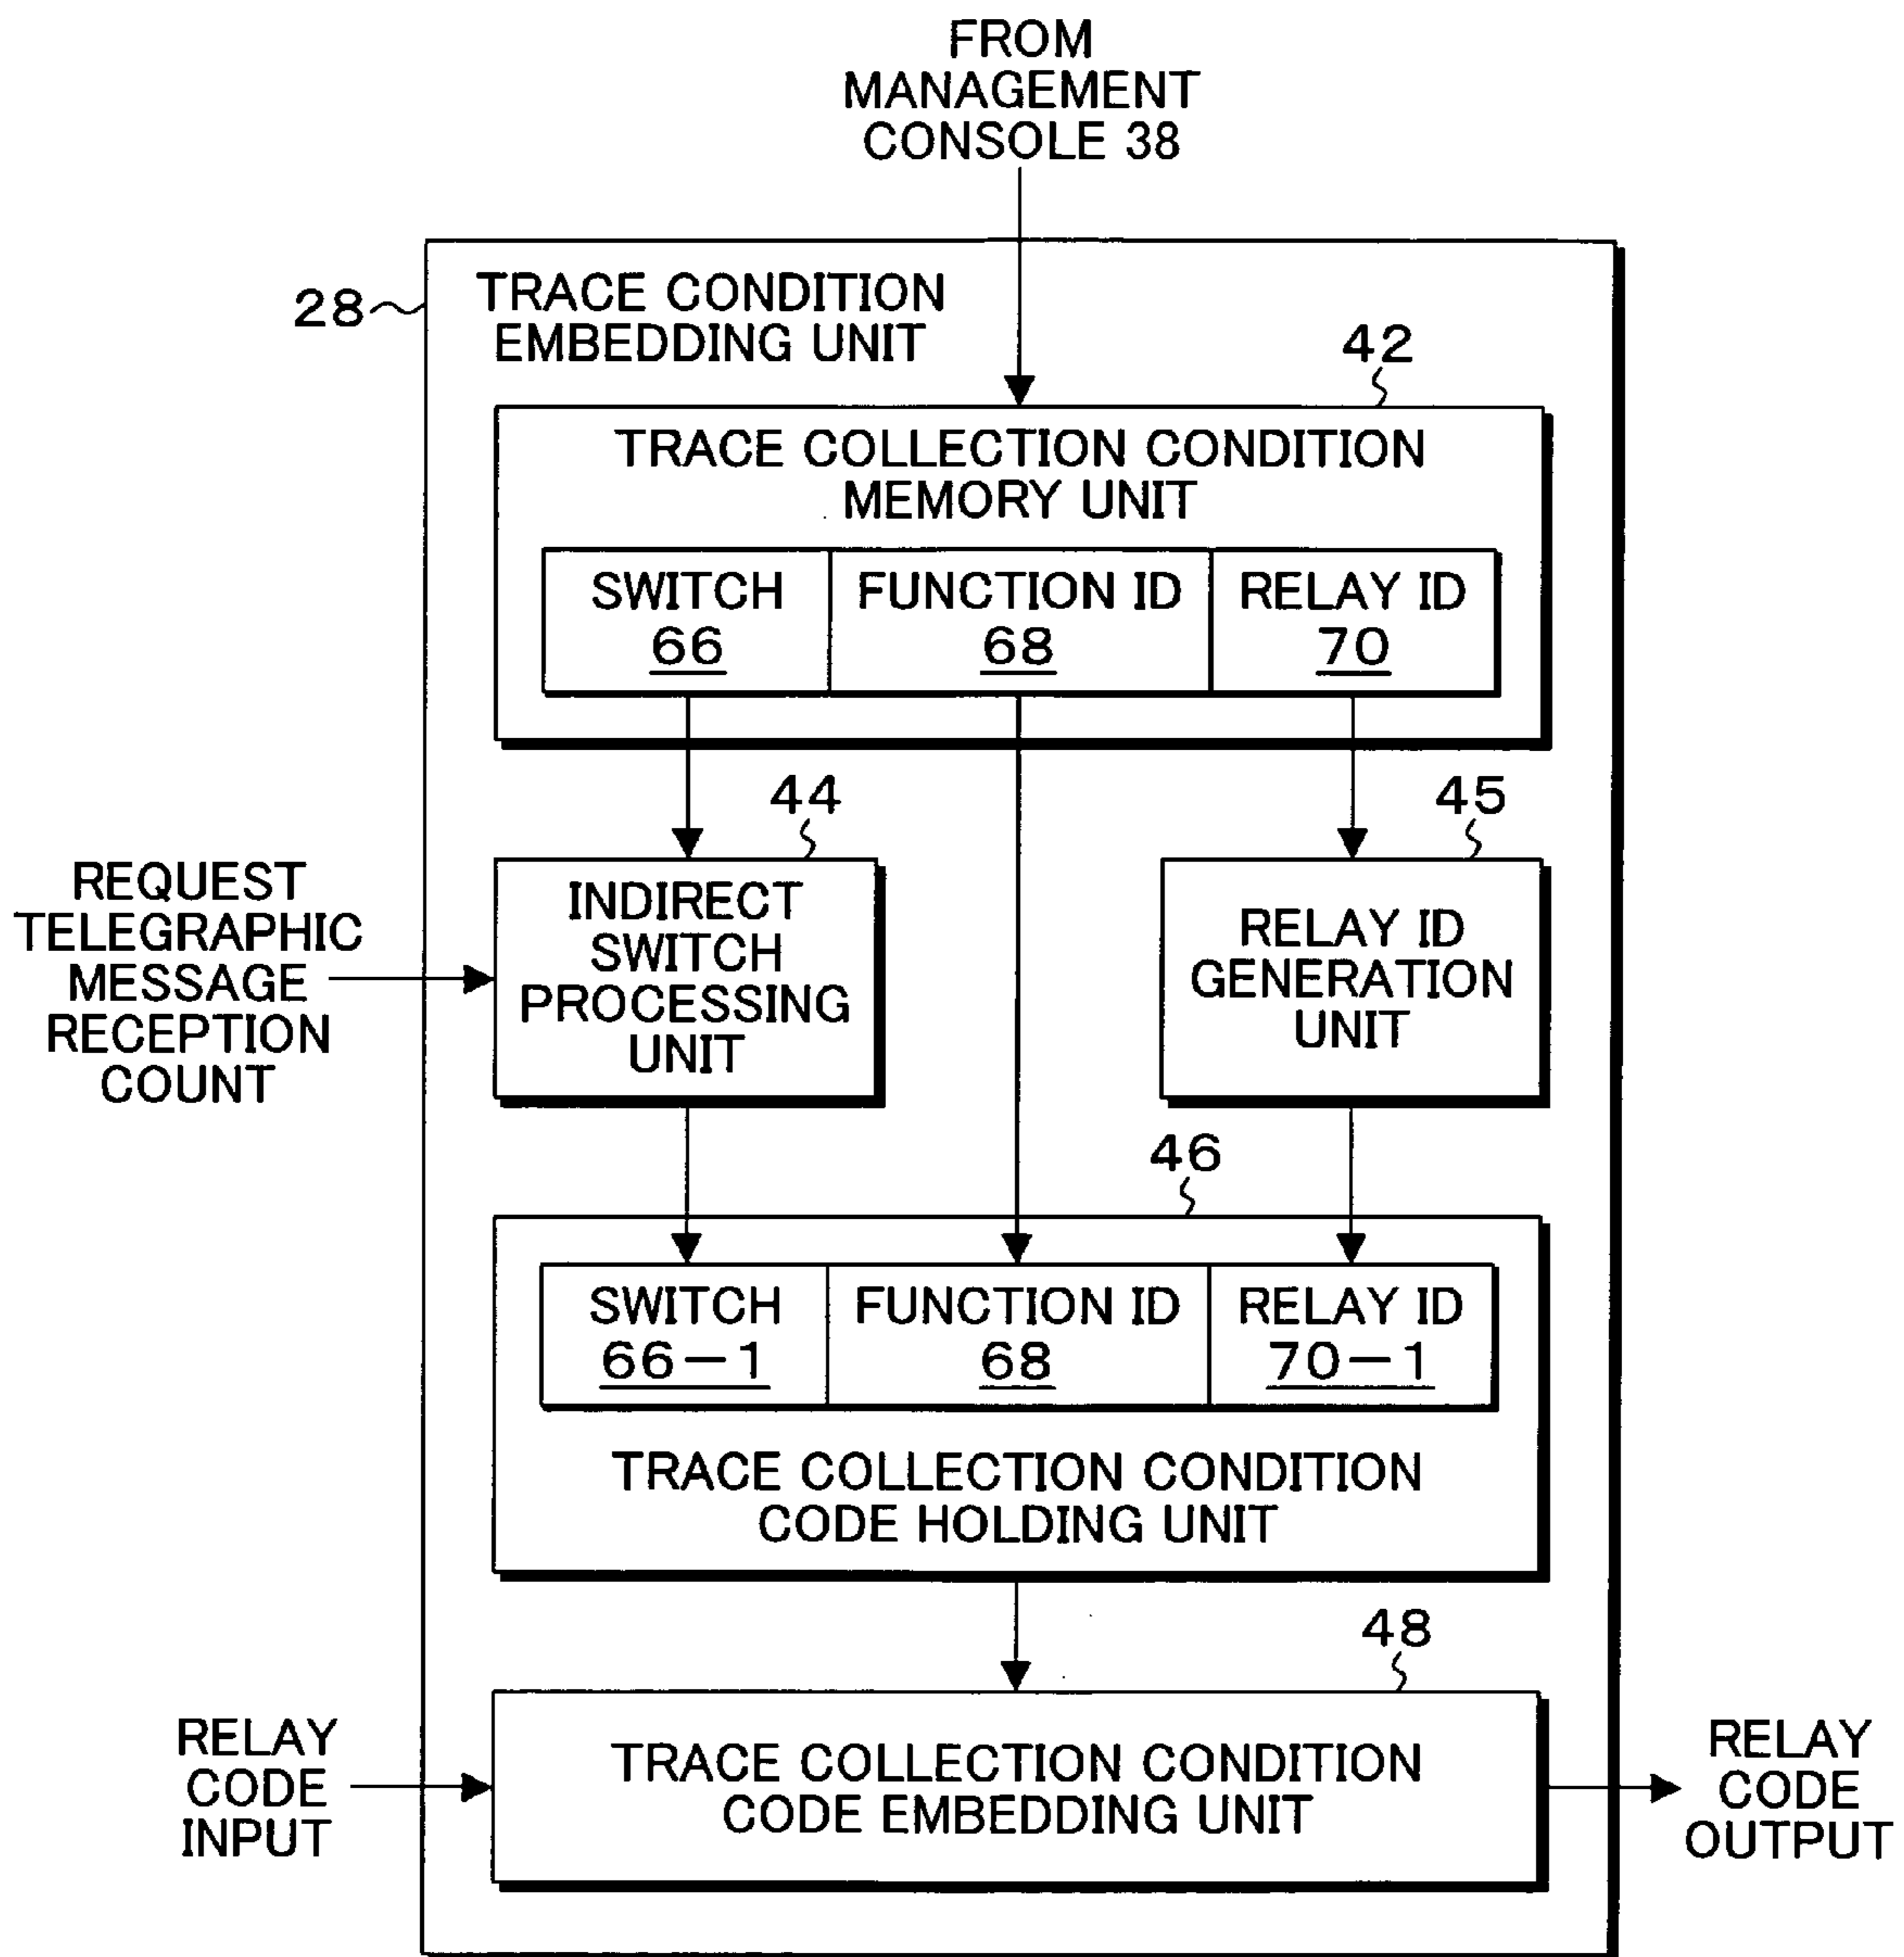 FROM
MANAGEMENT
CONSOLE 38
28
TRACE CONDITION
EMBEDDING UNIT
42
TRACE COLLECTION CONDITION
MEMORY UNIT
SWITCH
66
FUNCTION ID
68
RELAY ID
70
44
45
REQUEST
TELEGRAPHIC
MESSAGE
RECEPTION
COUNT
INDIRECT
SWITCH
PROCESSING
UNIT
RELAY ID
GENERATION
UNIT
46
SWITCH
66-1
FUNCTION ID
68
RELAY ID
70-1
TRACE COLLECTION CONDITION
CODE HOLDING UNIT
48
RELAY
CODE
INPUT
TRACE COLLECTION CONDITION
CODE EMBEDDING UNIT
RELAY
CODE
OUTPUT